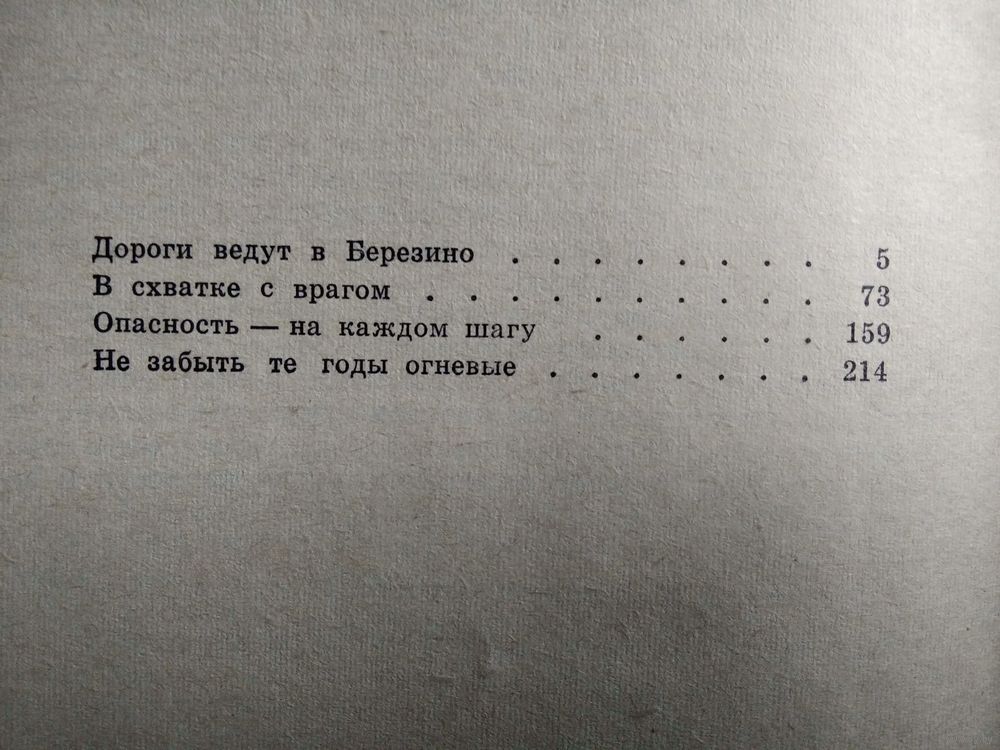 Дороги ведут в Березино . . . . . . . . 5
В схватке с врагом . . . . . . . . . . 73
Опасность — на каждом шагу . . . . . . 159
Не забыть те годы огневые . . . . . . . 214